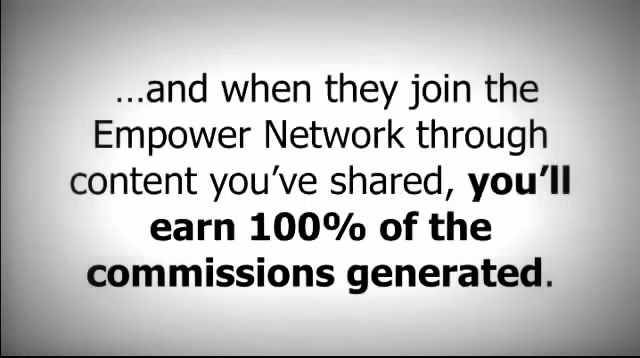 ...and when they join the
Empower Network through
content you've shared, you'll
earn 100% of the
commissions generated.